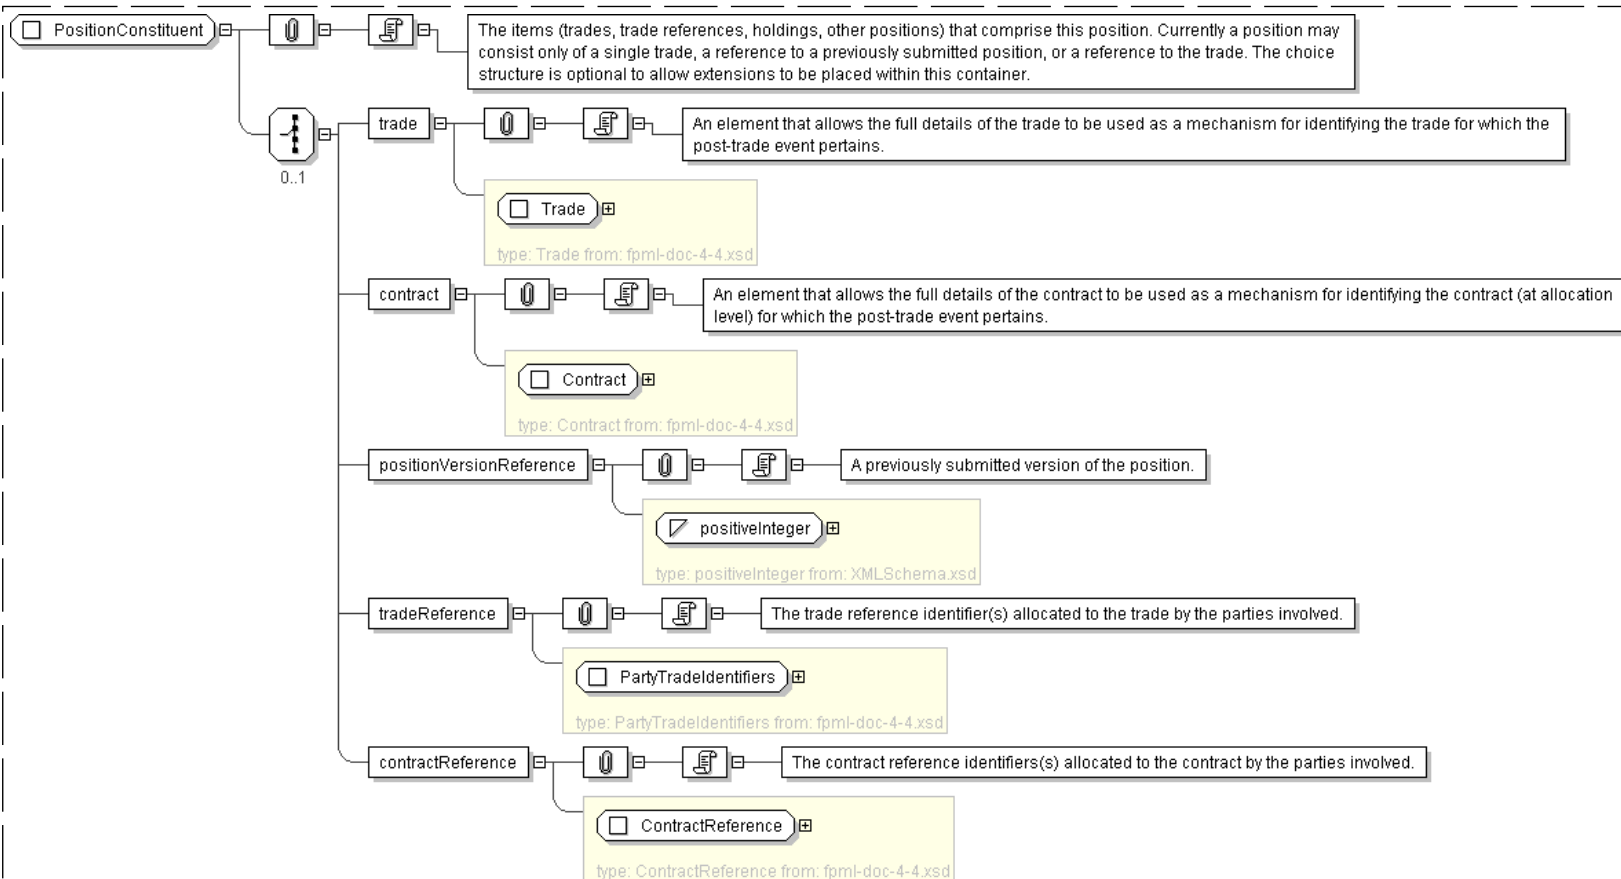 PositionConstituent
The items (trades, trade references, holdings, other positions) that comprise this position. Currently a position may
consist only of a single trade, a reference to a previously submitted position, or a reference to the trade. The choice
structure is optional to allow extensions to be placed within this container.
0..1
trade
An element that allows the full details of the trade to be used as a mechanism for identifying the trade for which the
post-trade event pertains.
Trade
type: Trade from: fpml-doc-4-4.xsd
contract
An element that allows the full details of the contract to be used as a mechanism for identifying the contract (at allocation
level) for which the post-trade event pertains.
Contract
type: Contract from: fpml-doc-4-4.xsd
positionVersionReference
A previously submitted version of the position.
positiveInteger
type: positiveInteger from: XMLSchema.xsd
tradeReference
The trade reference identifier(s) allocated to the trade by the parties involved.
PartyTradeIdentifiers
type: PartyTradeIdentifiers from: fpml-doc-4-4.xsd
contractReference
The contract reference identifiers(s) allocated to the contract by the parties involved.
ContractReference
type: ContractReference from: fpml-doc-4-4.xsd